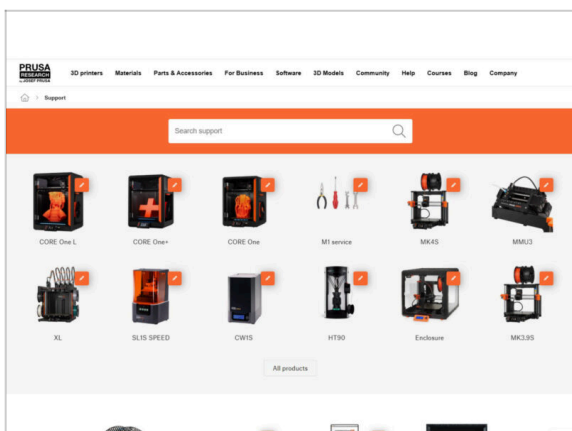 PRUSA
RESEARCH
by JOSEF PRUSA
3D printers Materials Parts & Accessories For Business Software 3D Models Community Help Courses Blog Company
Support
Search support
CORE One L CORE One+ CORE One M1 service MK4S MMU3
XL SL1S SPEED CW1S HT90 Enclosure MK3.9S
All products